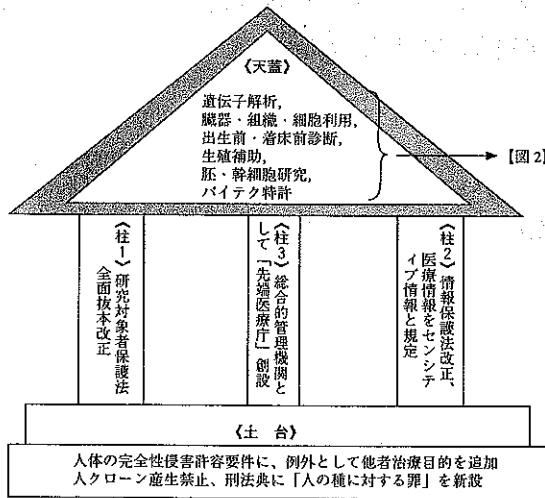 《天蓋》
遺伝子解析,
臓器・組織・細胞利用,
出生前・着床前診断,
生殖補助,
胚・幹細胞研究,
バイテク特許
【図2】
《柱1》研究対象者保護法
全面抜本改正
《柱3》総合的管理機関と
して「先端医療庁」創設
《柱2》情報保護法改正、
医療情報をセンシテ
ィブ情報と規定
《土 台》
人体の完全性侵害許容要件に、例外として他者治療目的を追加
人クローン産生禁止、刑法典に「人の種に対する罪」を新設